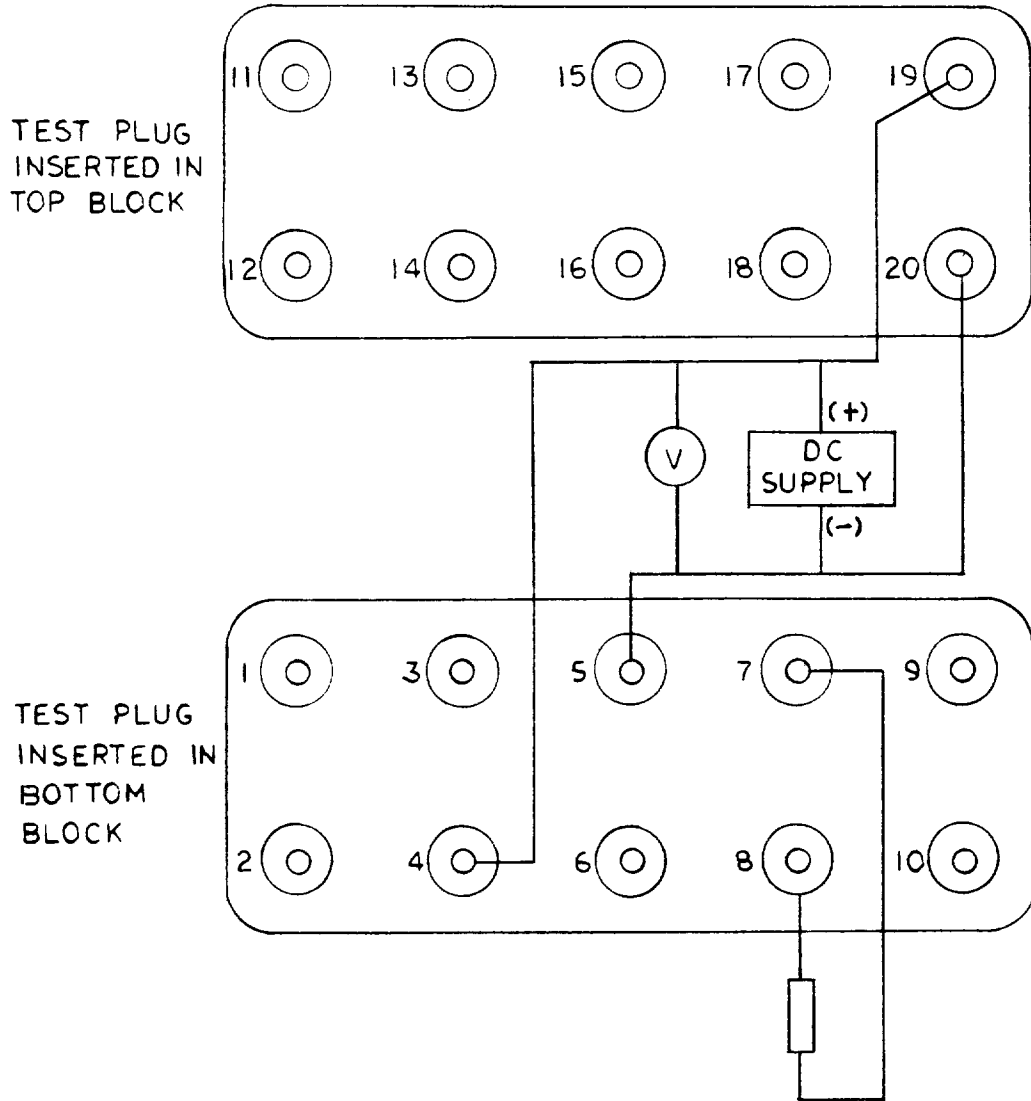 11 13 15 17 19
TEST PLUG
INSERTED IN
TOP BLOCK
12 14 16 18 20
(+)
V
DC
SUPPLY
(-)
1 3 5 7 9
TEST PLUG
INSERTED IN
BOTTOM
BLOCK
2 4 6 8 10